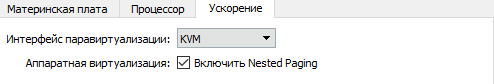 Материнская плата Процессор Ускорение
Интерфейс паравиртуализации: KVM
Аппаратная виртуализация: Включить Nested Paging